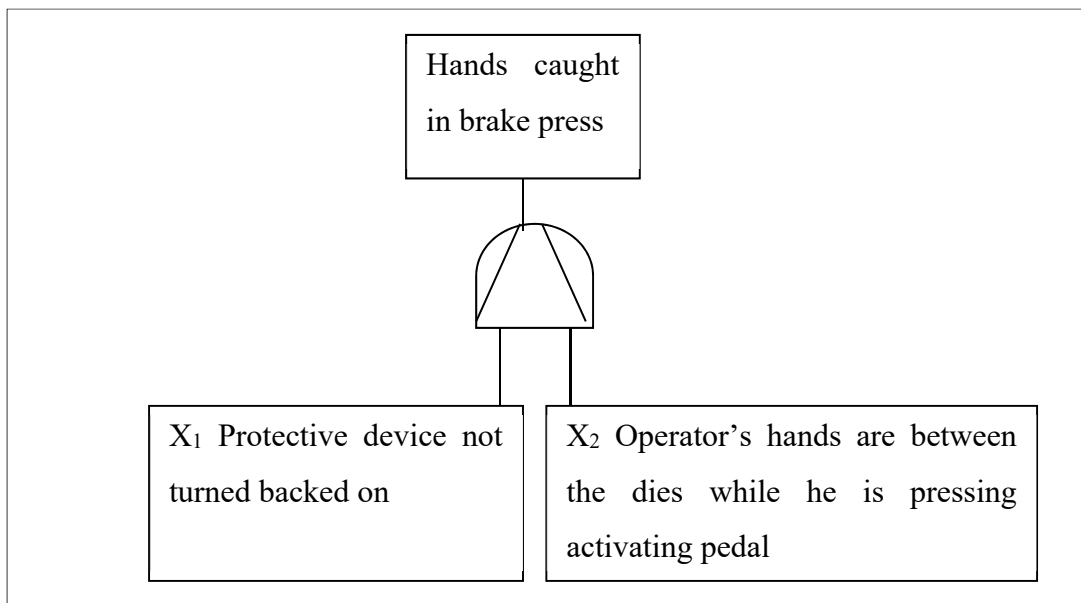 Hands caught
in brake press
X₁ Protective device not
turned backed on
X₂ Operator’s hands are between
the dies while he is pressing
activating pedal